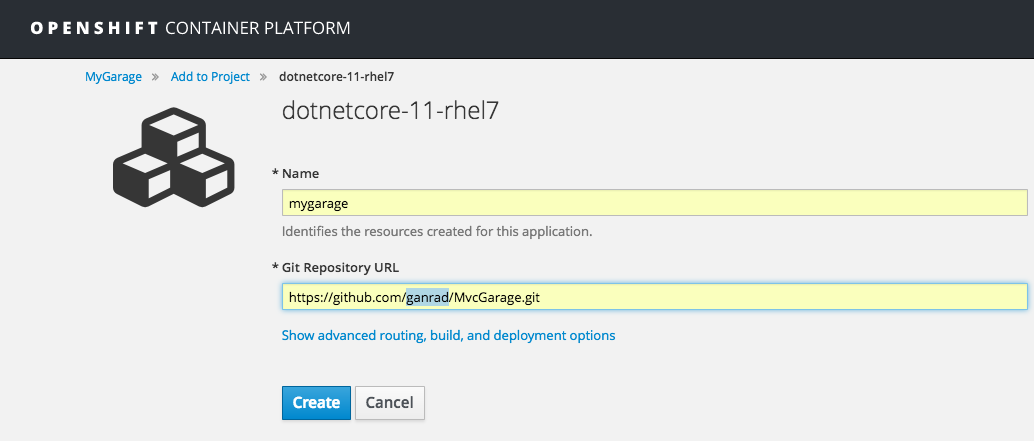 OPENSHIFT CONTAINER PLATFORM
MyGarage » Add to Project » dotnetcore-11-rhel7
dotnetcore-11-rhel7
* Name
mygarage
Identifies the resources created for this application.
* Git Repository URL
https://github.com/ganrad/MvcGarage.git
Show advanced routing, build, and deployment options
Create Cancel